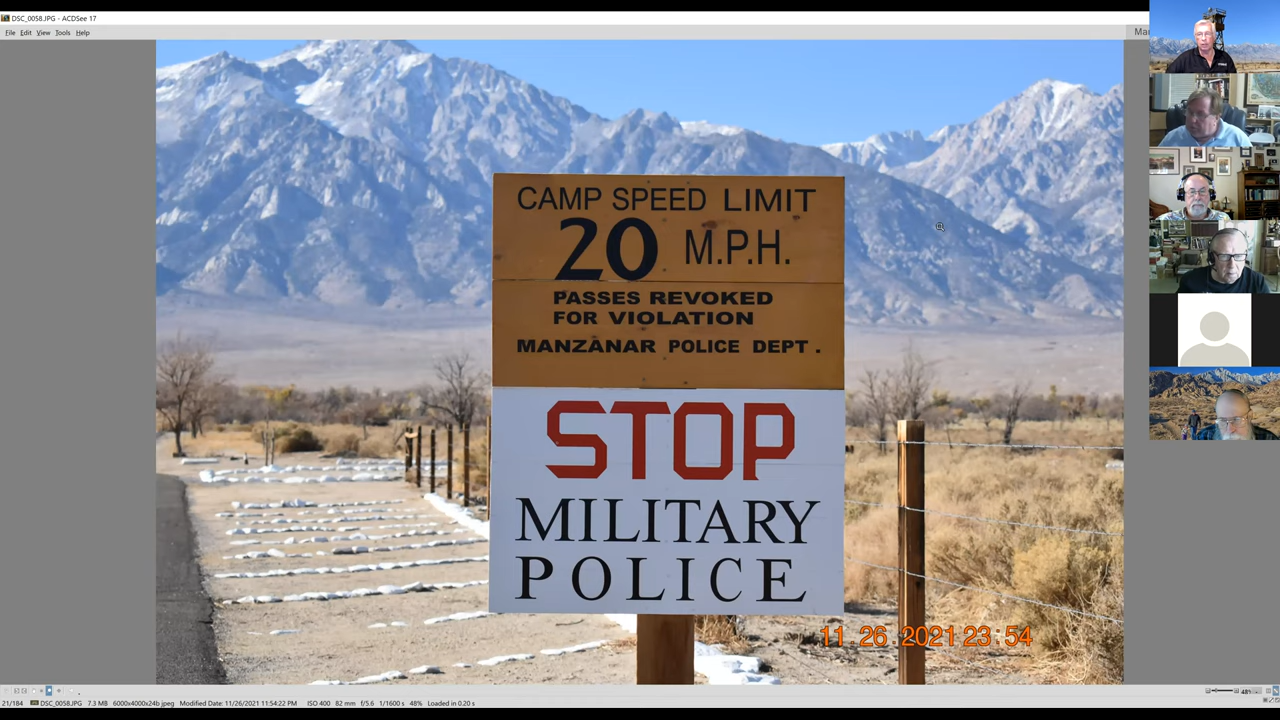 DSC_0058.JPG - ACDSee 17
File Edit View Tools Help
CAMP SPEED LIMIT
20 M.P.H.
PASSES REVOKED
FOR VIOLATION
MANZANAR POLICE DEPT .
STOP
MILITARY
POLICE
11 26 2021 23 54
21/184 DSC_0058.JPG 7.3 MB 6000x4000x24b jpeg Modified Date: 11/26/2021 11:54:22 PM ISO 400 82 mm f/5.6 1/1600 s 48% Loaded in 0.20 s